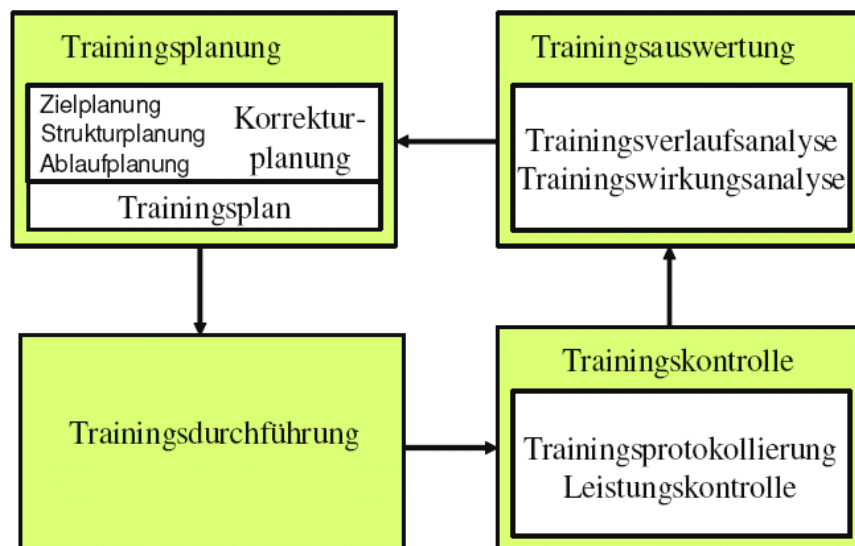 Trainingsplanung
Zielplanung
Strukturplanung
Ablaufplanung
Korrektur-
planung
Trainingsplan
Trainingsauswertung
Trainingsverlaufsanalyse
Trainingswirkungsanalyse
Trainingsdurchführung
Trainingskontrolle
Trainingsprotokollierung
Leistungskontrolle